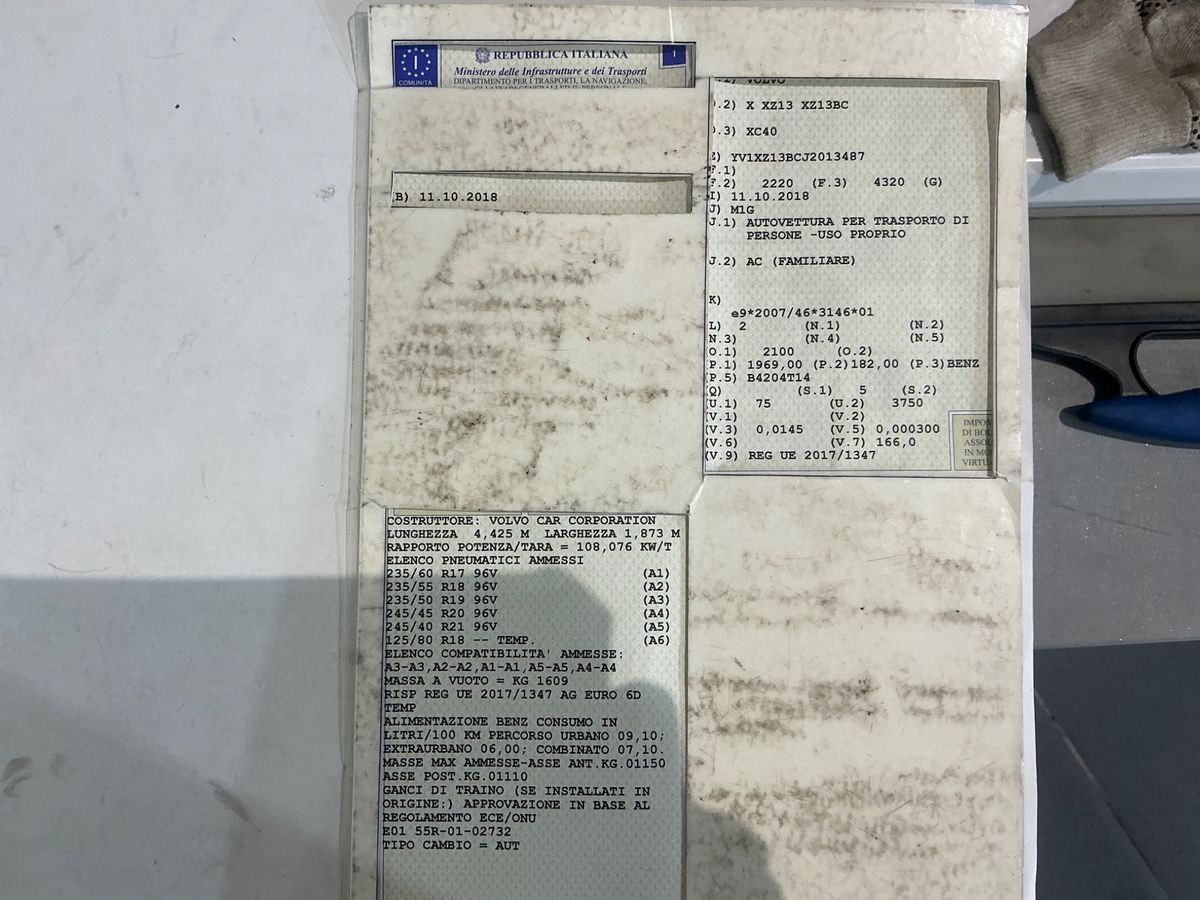 I
COMUNITÀ
REPUBBLICA ITALIANA
1
Ministero delle Infrastrutture e dei Trasporti
DIPARTIMENTO PER I TRASPORTI, LA NAVIGAZIONE,
(B) 11.10.2018
VOLVO
.2) X XZ13 XZ13BC
.3) XC40
E) YV1XZ13BCJ2013487
F.1)
F.2) 2220 (F.3) 4320 (G)
I) 11.10.2018
J) M1G
J.1) AUTOVETTURA PER TRASPORTO DI
PERSONE -USO PROPRIO
J.2) AC (FAMILIARE)
K)
e9*2007/46*3146*01
L) 2 (N.1) (N.2)
N.3) (N.4) (N.5)
O.1) 2100 (O.2)
(P.1) 1969,00 (P.2)182,00 (P.3)BENZ
(P.5) B4204T14
(Q) (S.1) 5 (S.2)
(U.1) 75 (U.2) 3750
(V.1) (V.2)
(V.3) 0,0145 (V.5) 0,000300
(V.6) (V.7) 166,0
(V.9) REG UE 2017/1347
IMPOS
DI BOL
ASSOL
IN MO
VIRTU
COSTRUTTORE: VOLVO CAR CORPORATION
LUNGHEZZA 4,425 M LARGHEZZA 1,873 M
RAPPORTO POTENZA/TARA = 108,076 KW/T
ELENCO PNEUMATICI AMMESSI
235/60 R17 96V (A1)
235/55 R18 96V (A2)
235/50 R19 96V (A3)
245/45 R20 96V (A4)
245/40 R21 96V (A5)
125/80 R18 -- TEMP. (A6)
ELENCO COMPATIBILITA' AMMESSE:
A3-A3,A2-A2,A1-A1,A5-A5,A4-A4
MASSA A VUOTO = KG 1609
RISP REG UE 2017/1347 AG EURO 6D
TEMP
ALIMENTAZIONE BENZ CONSUMO IN
LITRI/100 KM PERCORSO URBANO 09,10;
EXTRAURBANO 06,00; COMBINATO 07,10.
MASSE MAX AMMESSE-ASSE ANT.KG.01150
ASSE POST.KG.01110
GANCI DI TRAINO (SE INSTALLATI IN
ORIGINE:) APPROVAZIONE IN BASE AL
REGOLAMENTO ECE/ONU
E01 55R-01-02732
TIPO CAMBIO = AUT